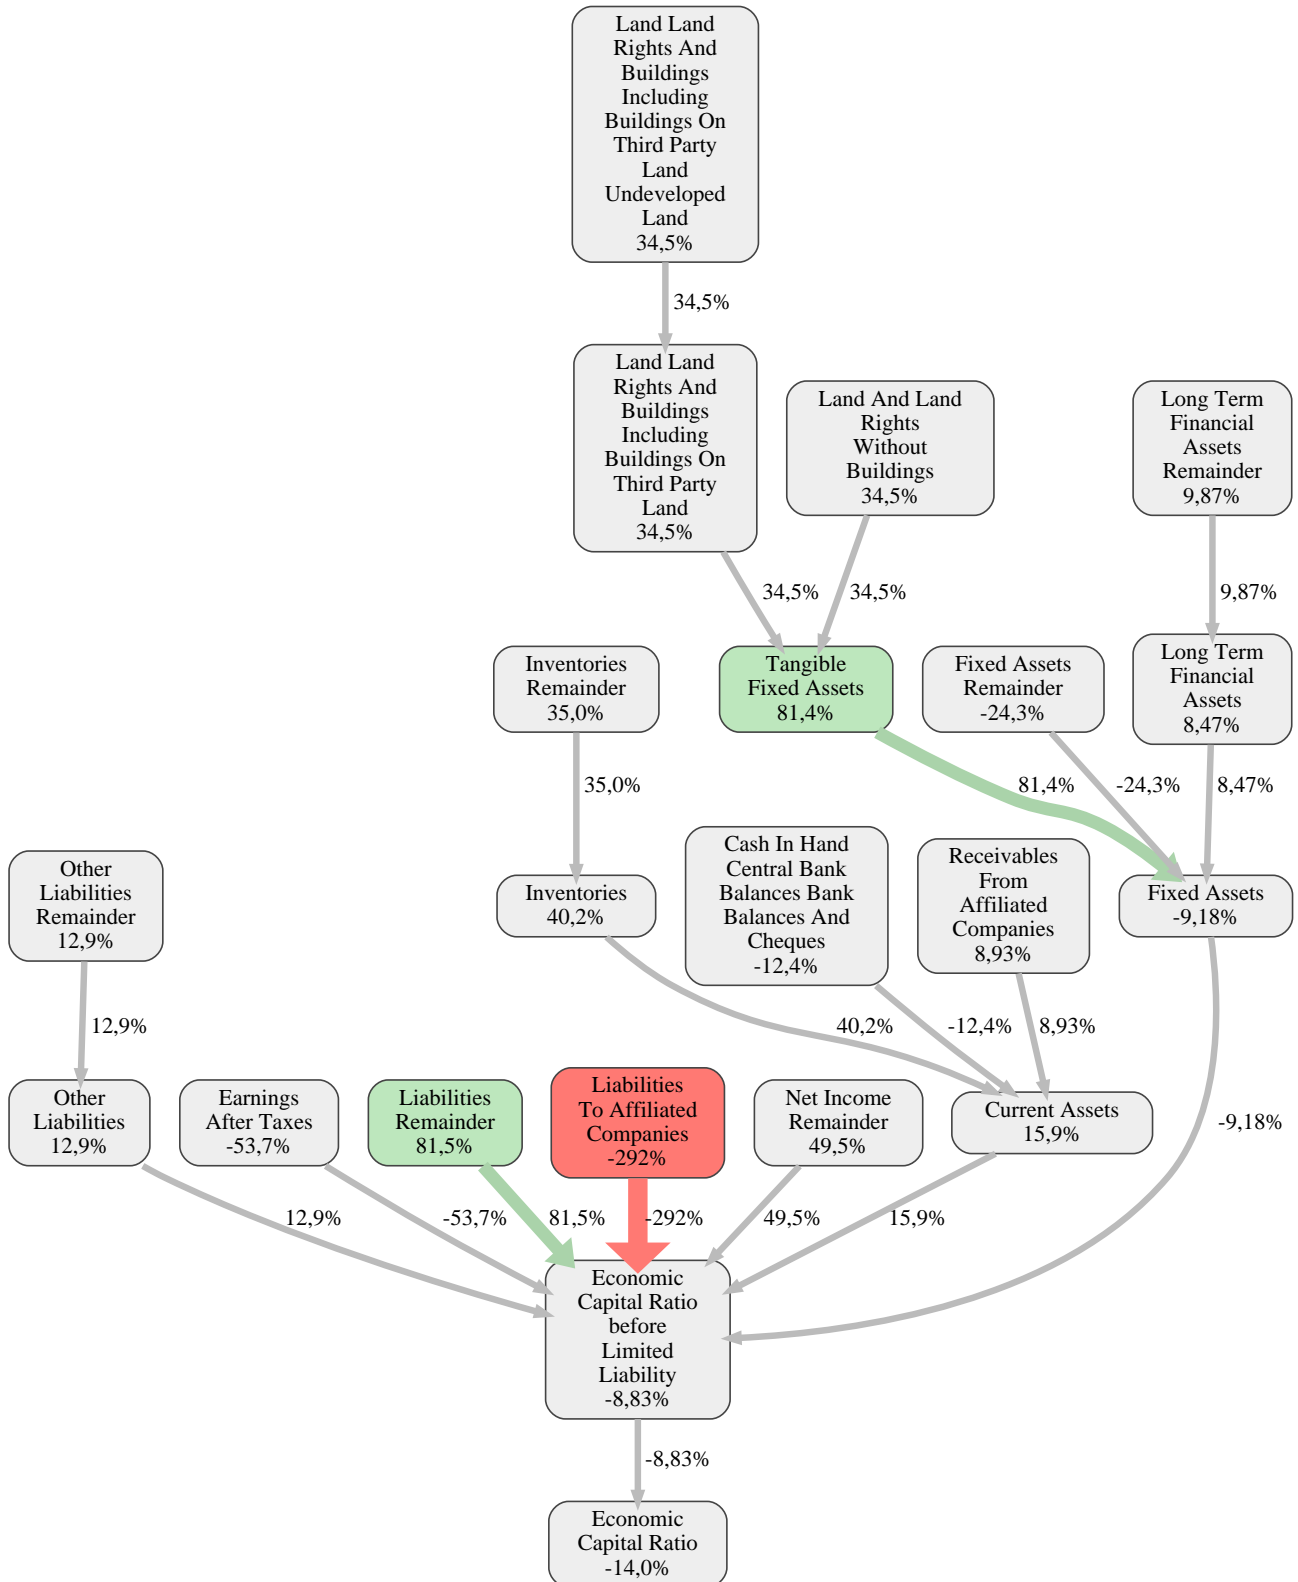 Land Land
Rights And
Buildings
Including
Buildings On
Third Party
Land
Undeveloped
Land
34,5%
34,5%
Land Land
Rights And
Buildings
Including
Buildings On
Third Party
Land
34,5%
Land And Land
Rights
Without
Buildings
34,5%
Long Term
Financial
Assets
Remainder
9,87%
34,5%
34,5%
9,87%
Inventories
Remainder
35,0%
Tangible
Fixed Assets
81,4%
Fixed Assets
Remainder
-24,3%
Long Term
Financial
Assets
8,47%
35,0%
81,4%
-24,3%
8,47%
Other
Liabilities
Remainder
12,9%
Inventories
40,2%
Cash In Hand
Central Bank
Balances Bank
Balances And
Cheques
-12,4%
Receivables
From
Affiliated
Companies
8,93%
Fixed Assets
-9,18%
12,9%
40,2%
-12,4%
8,93%
Other
Liabilities
12,9%
Earnings
After Taxes
-53,7%
Liabilities
Remainder
81,5%
Liabilities
To Affiliated
Companies
-292%
Net Income
Remainder
49,5%
Current Assets
15,9%
-9,18%
12,9%
-53,7%
81,5%
-292%
49,5%
15,9%
Economic
Capital Ratio
before
Limited
Liability
-8,83%
-8,83%
Economic
Capital Ratio
-14,0%